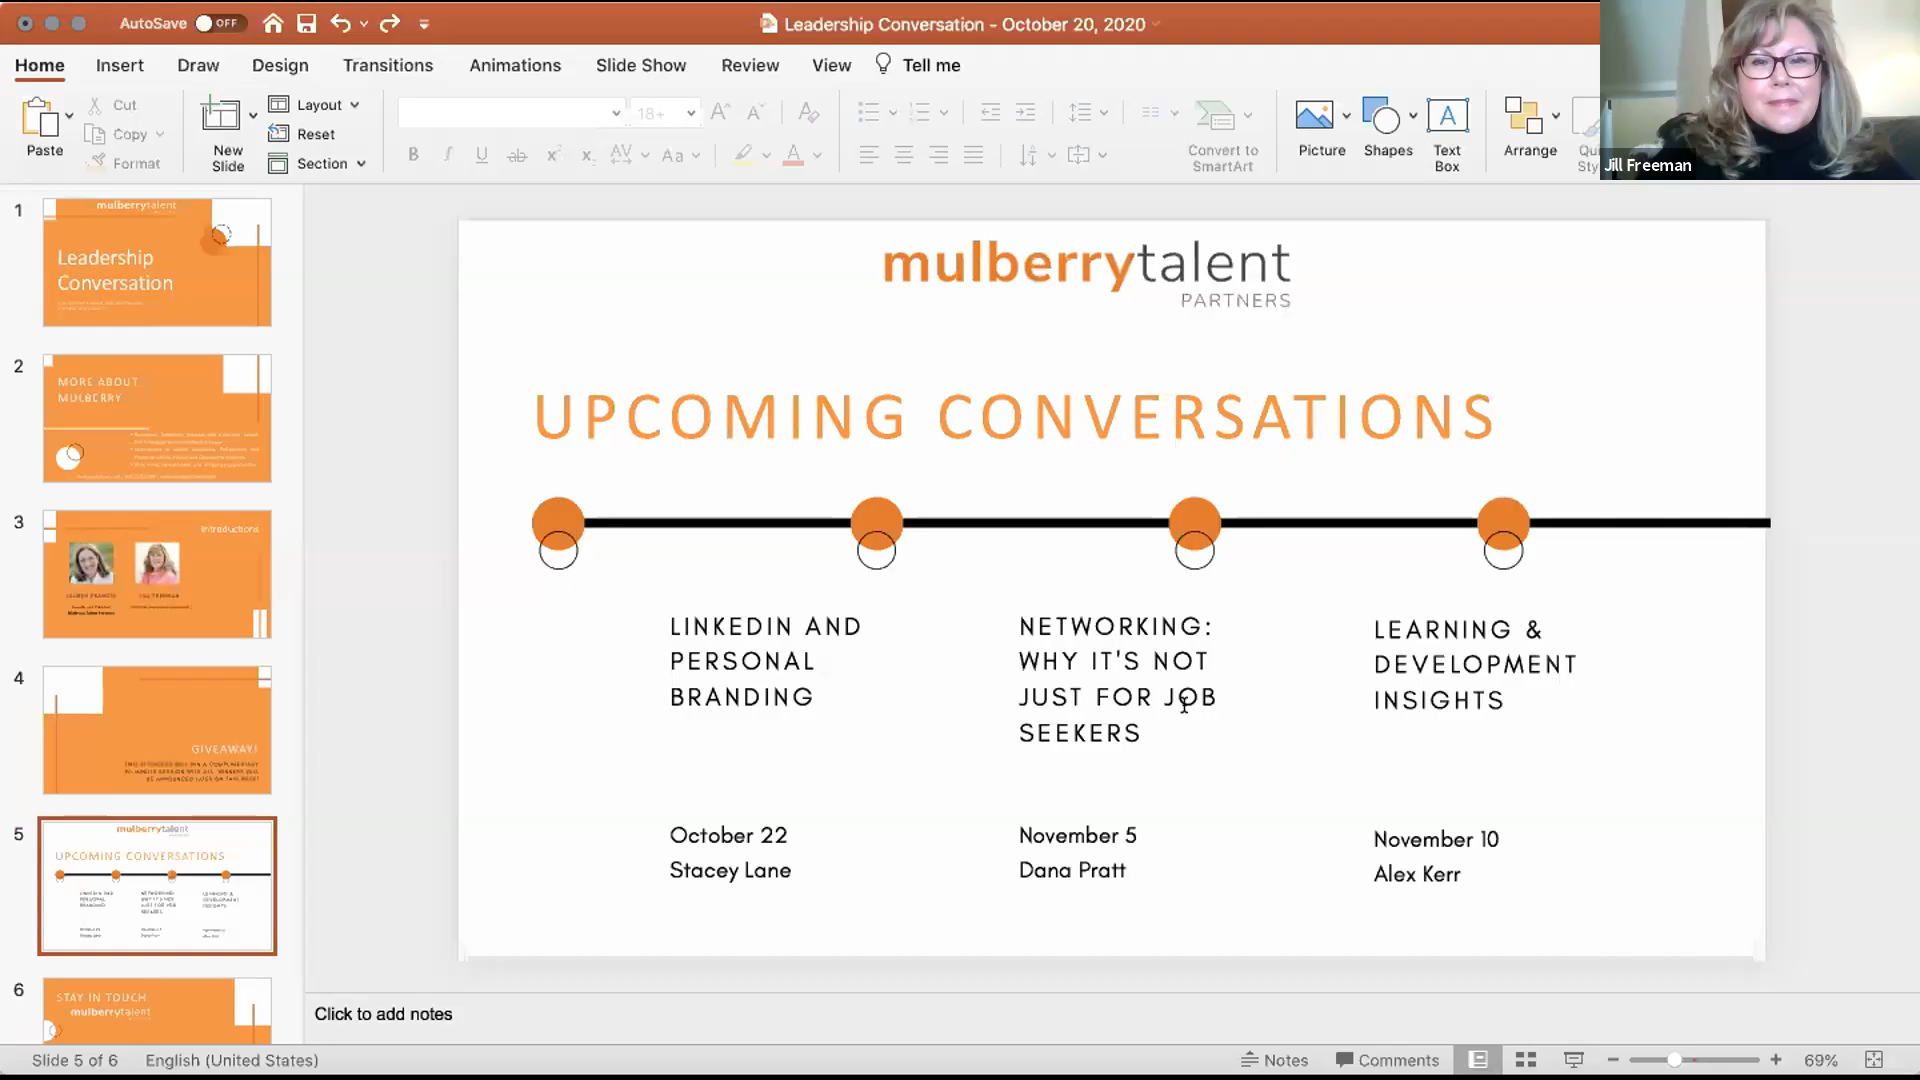 AutoSave OFF
Leadership Conversation - October 20, 2020
Home Insert Draw Design Transitions Animations Slide Show Review View Tell me
Paste
Cut
Copy
Format
New
Slide
Layout
Reset
Section
18+
Convert to
SmartArt
Picture
Shapes
Text
Box
Arrange
Jill Freeman
1
mulberrytalent
Leadership
Conversation
2
MORE ABOUT
MULBERRY
3
Introductions
4
GIVEAWAY!
5
mulberrytalent
UPCOMING CONVERSATIONS
6
STAY IN TOUCH
mulberrytalent
mulberrytalent
PARTNERS
UPCOMING CONVERSATIONS
LINKEDIN AND
PERSONAL
BRANDING
October 22
Stacey Lane
NETWORKING:
WHY IT'S NOT
JUST FOR JOB
SEEKERS
November 5
Dana Pratt
LEARNING &
DEVELOPMENT
INSIGHTS
November 10
Alex Kerr
Click to add notes
Slide 5 of 6 English (United States)
Notes Comments 69%